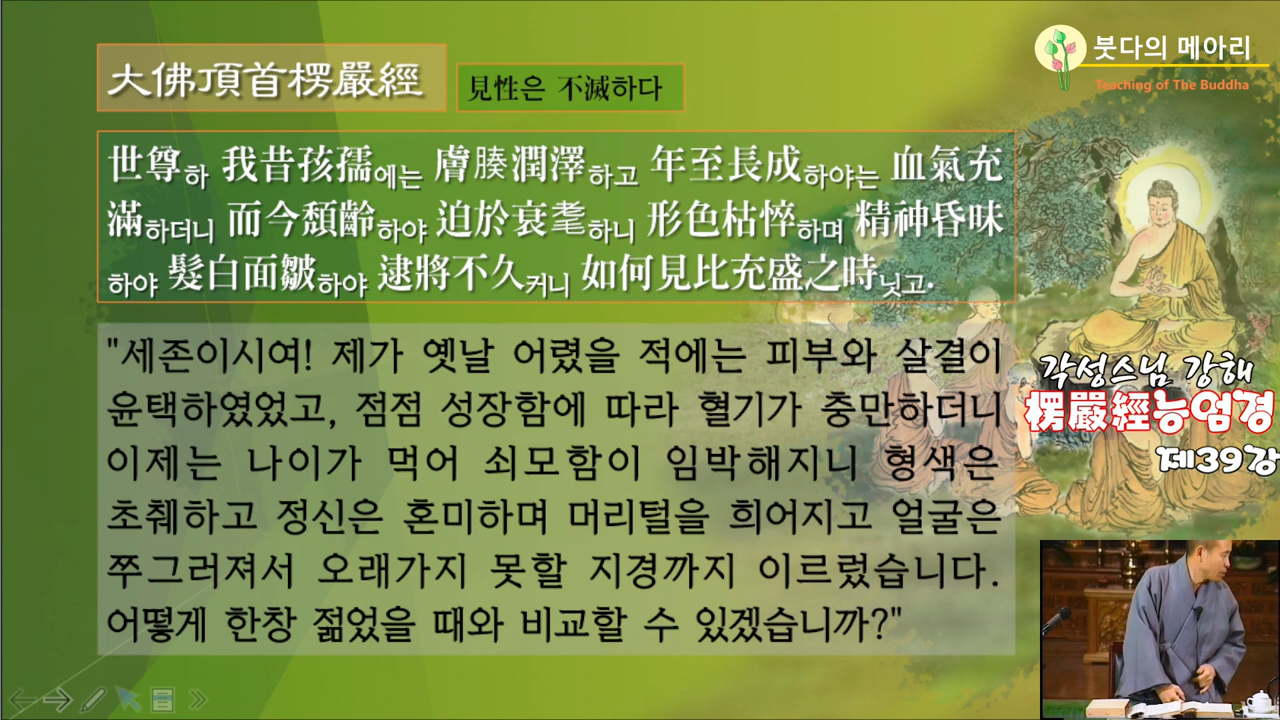 大佛頂首楞嚴經
見性은 不滅하다
붓다의 메아리
Teaching of The Buddha
世尊하 我昔孩孺에는 膚腠潤澤하고 年至長成하야는 血氣充
滿하더니 而今頹齡하야 迫於衰耄하니 形色枯悴하며 精神昏昧
하야 髮白面皺하야 逮將不久커니 如何見比充盛之時닛고.
"세존이시여! 제가 옛날 어렸을 적에는 피부와 살결이
윤택하였었고, 점점 성장함에 따라 혈기가 충만하더니
이제는 나이가 먹어 쇠모함이 임박해지니 형색은
초췌하고 정신은 혼미하며 머리털을 희어지고 얼굴은
쭈그러져서 오래가지 못할 지경까지 이르렀습니다.
어떻게 한창 젊었을 때와 비교할 수 있겠습니까?"
각성스님 강해
楞嚴經능엄경
제39강